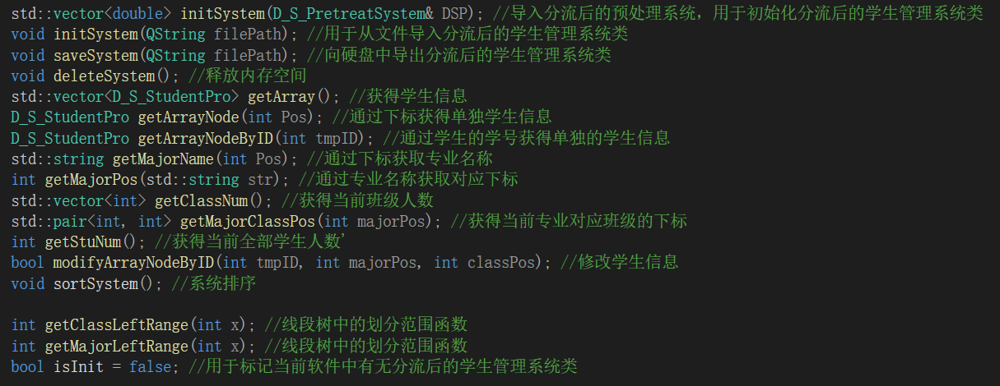 std::vector<double> initSystem(D_S_PretreatSystem& DSP); //导入分流后的预处理系统，用于初始化分流后的学生管理系统类
void initSystem(QString filePath); //用于从文件导入分流后的学生管理系统类
void saveSystem(QString filePath); //向硬盘中导出分流后的学生管理系统类
void deleteSystem(); //释放内存空间
std::vector<D_S_StudentPro> getArray(); //获得学生信息
D_S_StudentPro getArrayNode(int Pos); //通过下标获得单独学生信息
D_S_StudentPro getArrayNodeByID(int tmpID); //通过学生的学号获得单独的学生信息
std::string getMajorName(int Pos); //通过下标获取专业名称
int getMajorPos(std::string str); //通过专业名称获取对应下标
std::vector<int> getClassNum(); //获得当前班级人数
std::pair<int, int> getMajorClassPos(int majorPos); //获得当前专业对应班级的下标
int getStuNum(); //获得当前全部学生人数'
bool modifyArrayNodeByID(int tmpID, int majorPos, int classPos); //修改学生信息
void sortSystem(); //系统排序
int getClassLeftRange(int x); //线段树中的划分范围函数
int getMajorLeftRange(int x); //线段树中的划分范围函数
bool isInit = false; //用于标记当前软件中有无分流后的学生管理系统类